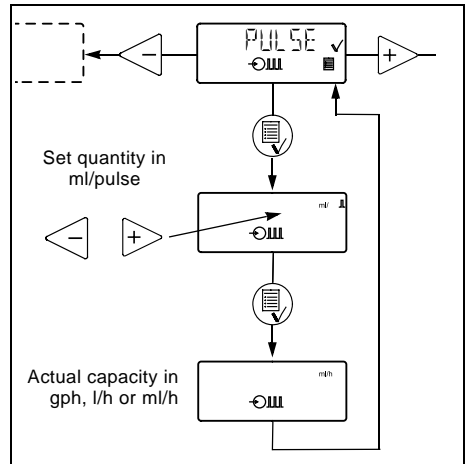 PULSE
Set quantity in
ml/pulse
ml/
Actual capacity in
gph, l/h or ml/h
ml/h